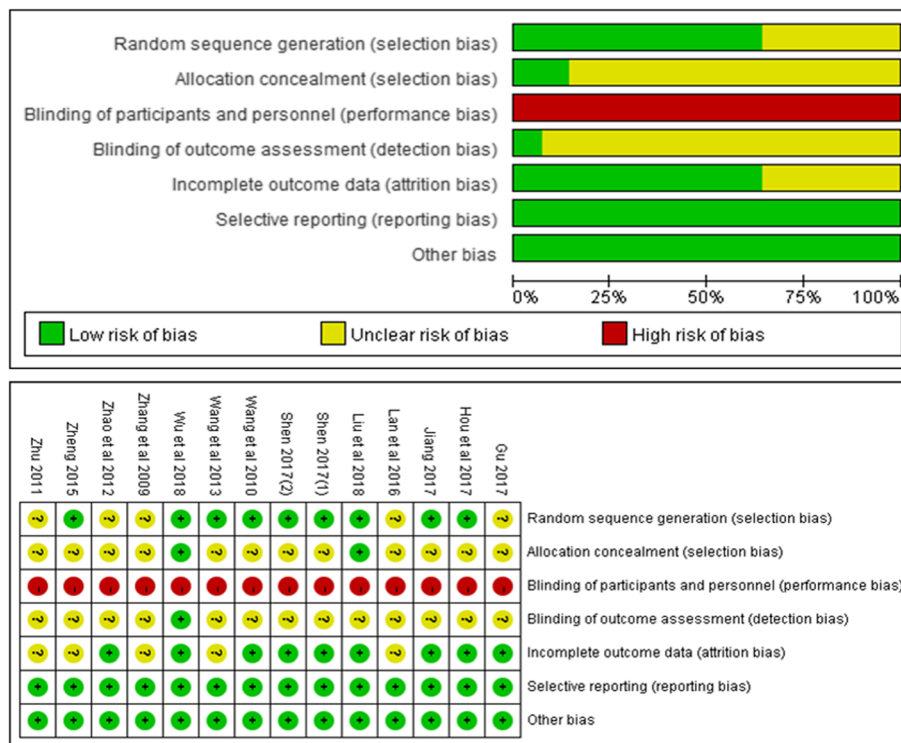 Random sequence generation (selection bias)
Allocation concealment (selection bias)
Blinding of participants and personnel (performance bias)
Blinding of outcome assessment (detection bias)
Incomplete outcome data (attrition bias)
Selective reporting (reporting bias)
Other bias
0% 25% 50% 75% 100%
Low risk of bias Unclear risk of bias High risk of bias
Zhu 2011
Zheng 2015
Zhao et al 2012
Zhang et al 2009
Wu et al 2018
Wang et al 2013
Wang et al 2010
Shen 2017(2)
Shen 2017(1)
Liu et al 2018
Lan et al 2016
Jiang 2017
Hou et al 2017
Gu 2017
? + ? ? + + + + + + ? + + ? Random sequence generation (selection bias)
? ? ? ? + ? ? ? ? + ? ? ? ? Allocation concealment (selection bias)
- - - - - - - - - - - - - - Blinding of participants and personnel (performance bias)
? ? ? ? + ? ? ? ? ? ? ? ? ? Blinding of outcome assessment (detection bias)
? ? + ? + ? + + + + ? + + + Incomplete outcome data (attrition bias)
+ + + + + + + + + + + + + + Selective reporting (reporting bias)
+ + + + + + + + + + + + + + Other bias